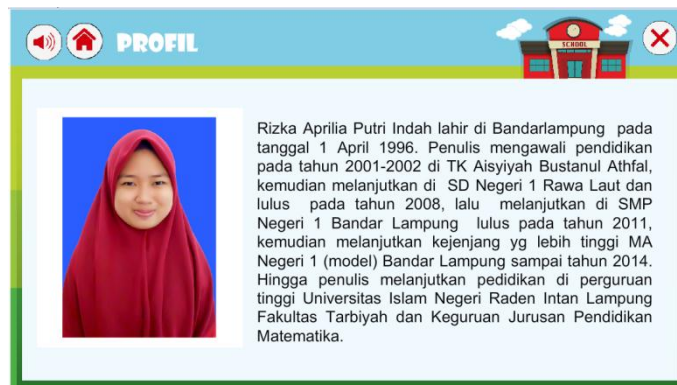 PROFIL
SCHOOL
Rizka Aprilia Putri Indah lahir di Bandarlampung pada
tanggal 1 April 1996. Penulis mengawali pendidikan
pada tahun 2001-2002 di TK Aisyiyah Bustanul Athfal,
kemudian melanjutkan di SD Negeri 1 Rawa Laut dan
lulus pada tahun 2008, lalu melanjutkan di SMP
Negeri 1 Bandar Lampung lulus pada tahun 2011,
kemudian melanjutkan kejenjang yg lebih tinggi MA
Negeri 1 (model) Bandar Lampung sampai tahun 2014.
Hingga penulis melanjutkan pedidikan di perguruan
tinggi Universitas Islam Negeri Raden Intan Lampung
Fakultas Tarbiyah dan Keguruan Jurusan Pendidikan
Matematika.